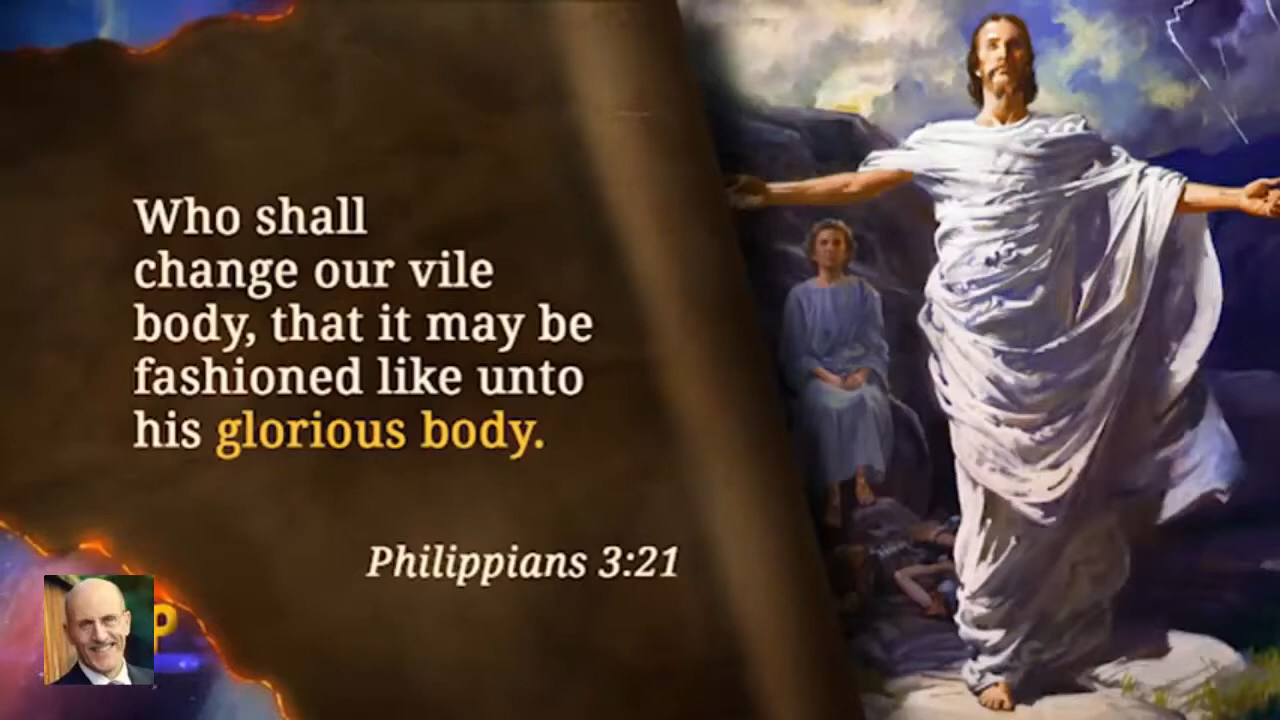 Who shall
change our vile
body, that it may be
fashioned like unto
his glorious body.
Philippians 3:21